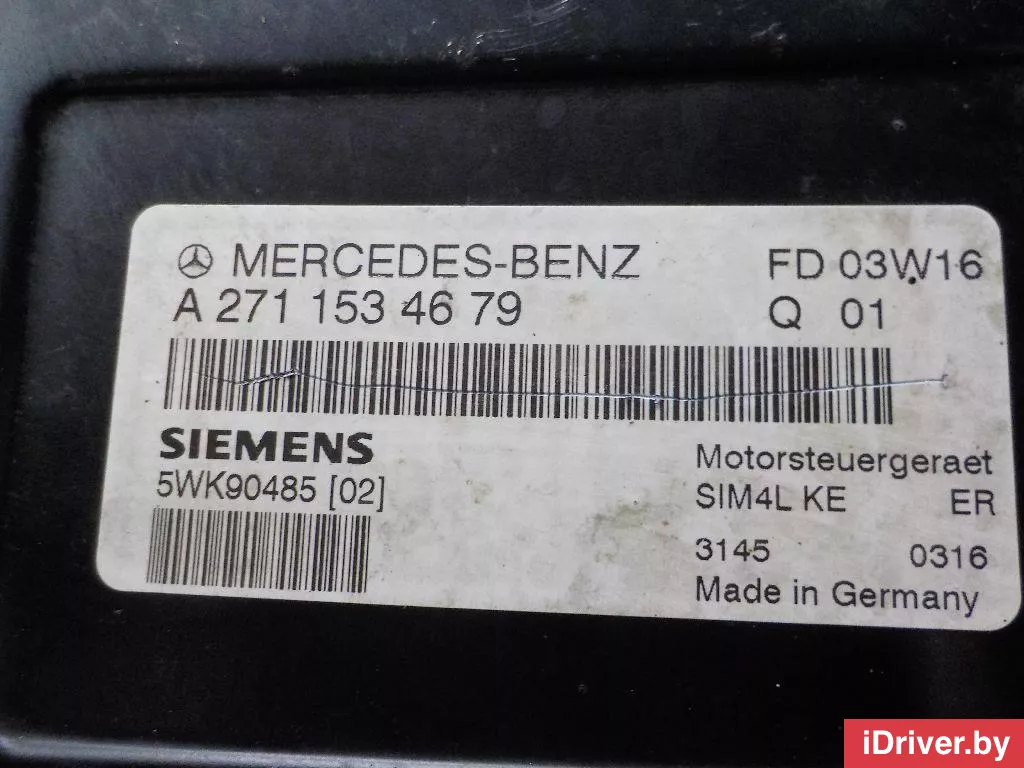 MERCEDES-BENZ FD 03W16
A 271 153 46 79 Q 01
SIEMENS
5WK90485 [02]
Motorsteuergeraet
SIM4L KE ER
3145 0316
Made in Germany
iDriver.by